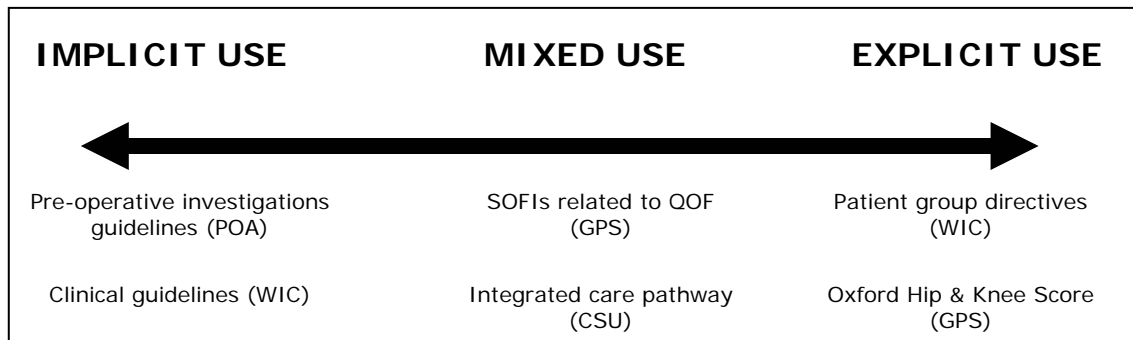 IMPLICIT USE
MIXED USE
EXPLICIT USE
Pre-operative investigations
guidelines (POA)
SOFIs related to QOF
(GPS)
Patient group directives
(WIC)
Clinical guidelines (WIC)
Integrated care pathway
(CSU)
Oxford Hip & Knee Score
(GPS)